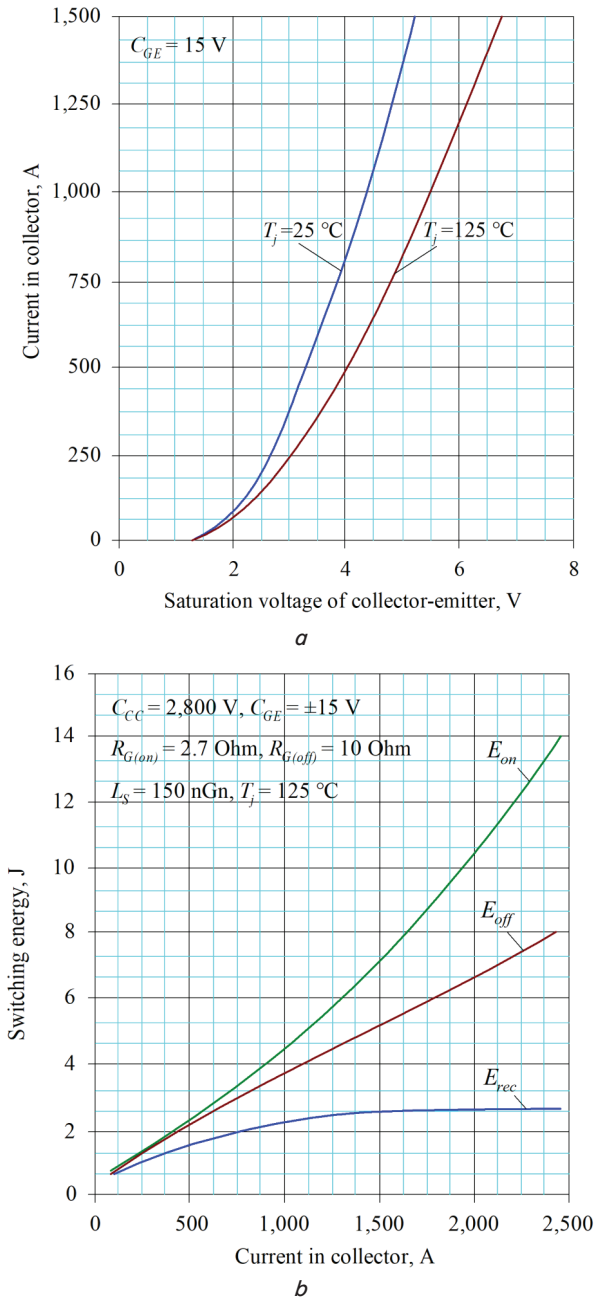 1,500
C_GE = 15 V
1,250
1,000
T_j=25 °C
T_j=125 °C
750
500
250
0
0 2 4 6 8
Current in collector, A
Saturation voltage of collector-emitter, V
a
16
C_CC = 2,800 V, C_GE = ±15 V
14
R_G(on) = 2.7 Ohm, R_G(off) = 10 Ohm
E_on
L_S = 150 nGn, T_j = 125 °C
12
10
E_off
8
6
4
E_rec
2
0
0 500 1,000 1,500 2,000 2,500
Switching energy, J
Current in collector, A
b